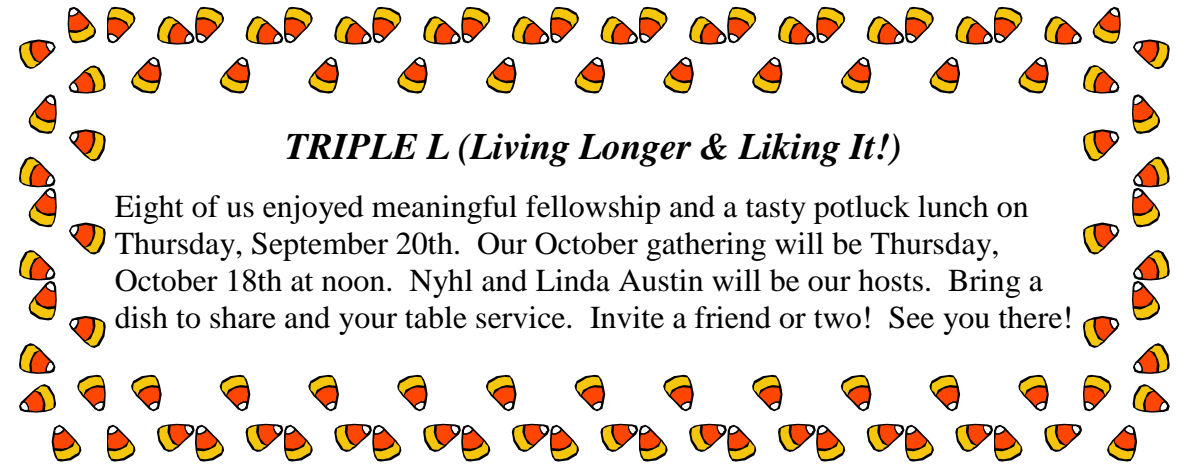 TRIPLE L (Living Longer & Liking It!)
Eight of us enjoyed meaningful fellowship and a tasty potluck lunch on
Thursday, September 20th.  Our October gathering will be Thursday,
October 18th at noon.  Nyhl and Linda Austin will be our hosts.  Bring a
dish to share and your table service.  Invite a friend or two!  See you there!